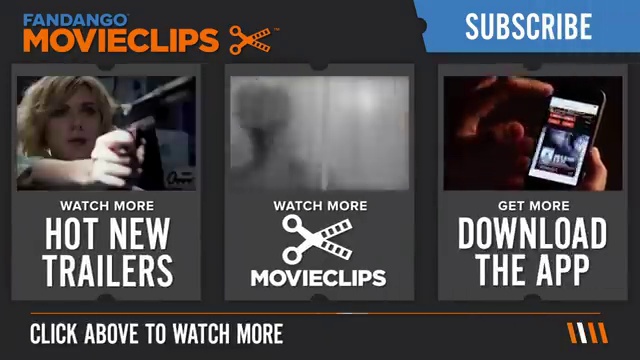 FANDANGO
MOVIECLIPS™
SUBSCRIBE
WATCH MORE
HOT NEW
TRAILERS
WATCH MORE
MOVIECLIPS
GET MORE
DOWNLOAD
THE APP
CLICK ABOVE TO WATCH MORE